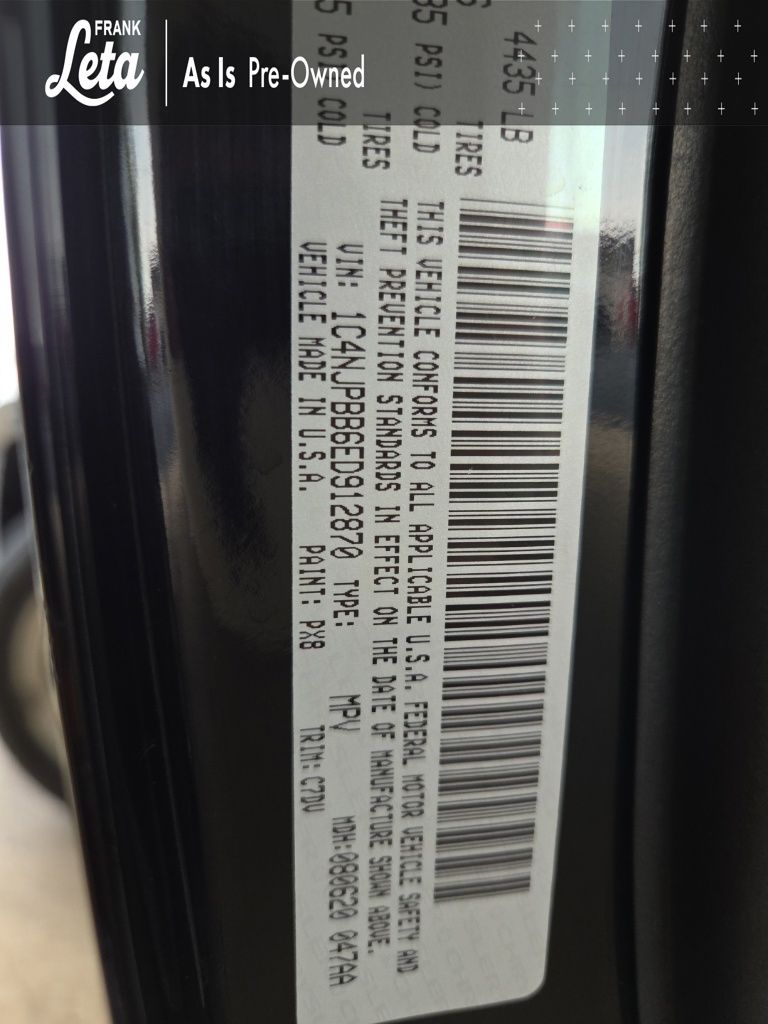 FRANK
Leta
As Is Pre-Owned
4435 LB
TIRES
85 PSI) COLD
TIRES
5 PSI) COLD
THIS VEHICLE CONFORMS TO ALL APPLICABLE U.S.A. FEDERAL MOTOR VEHICLE SAFETY AND
THEFT PREVENTION STANDARDS IN EFFECT ON THE DATE OF MANUFACTURE SHOWN ABOVE.
VIN: 1C4NJPBB6ED912870 TYPE: MPV MDH:080620 047AA
VEHICLE MADE IN U.S.A. PAINT: PX8 TRIM: C7DV